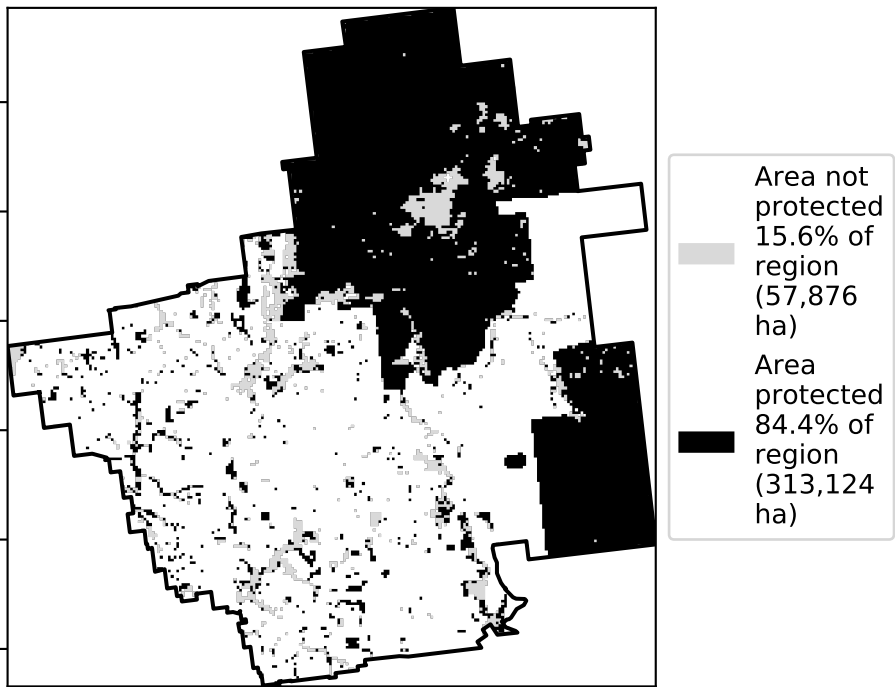 Area not
protected
15.6% of
region
(57,876
ha)
Area
protected
84.4% of
region
(313,124
ha)